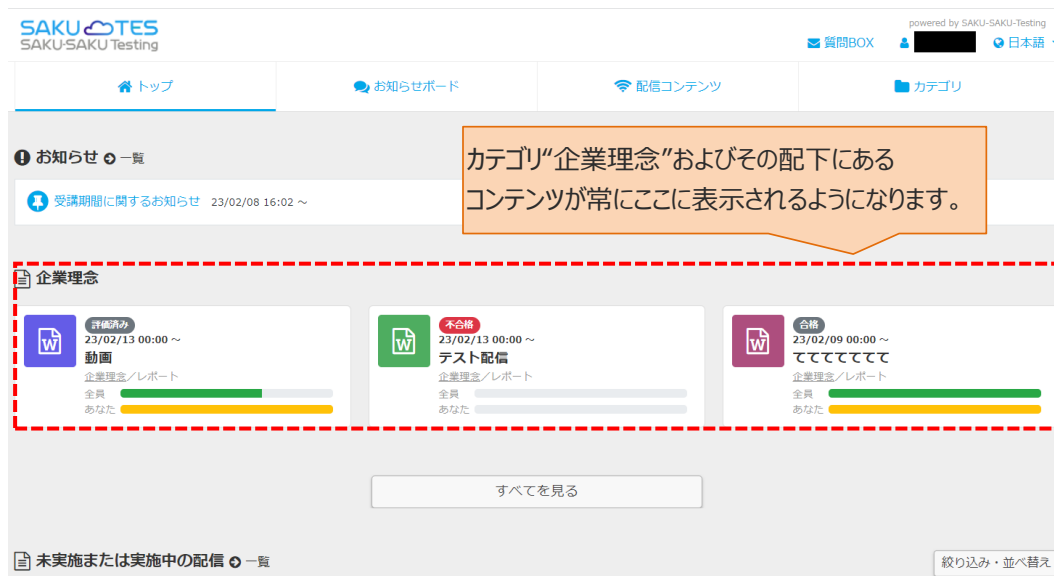 SAKU TES
SAKU-SAKU Testing
powered by SAKU-SAKU-Testing
質問BOX
日本語
トップ
お知らせボード
配信コンテンツ
カテゴリ
お知らせ 一覧
受講期間に関するお知らせ 23/02/08 16:02 ～
カテゴリ“企業理念”およびその配下にある
コンテンツが常にここに表示されるようになります。
企業理念
評価済み
23/02/13 00:00 ～
動画
企業理念／レポート
全員
あなた
不合格
23/02/13 00:00 ～
テスト配信
企業理念／レポート
全員
あなた
合格
23/02/09 00:00 ～
ててててててて
企業理念／レポート
全員
あなた
すべてを見る
未実施または実施中の配信 一覧
絞り込み・並べ替え